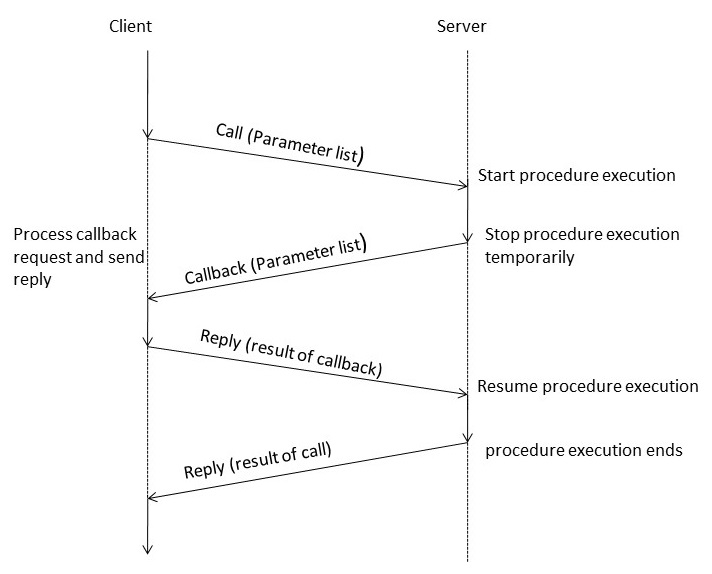 Client
Server
Call (Parameter list)
Start procedure execution
Process callback
request and send
reply
Stop procedure execution
temporarily
Callback (Parameter list)
Reply (result of callback)
Resume procedure execution
Reply (result of call)
procedure execution ends